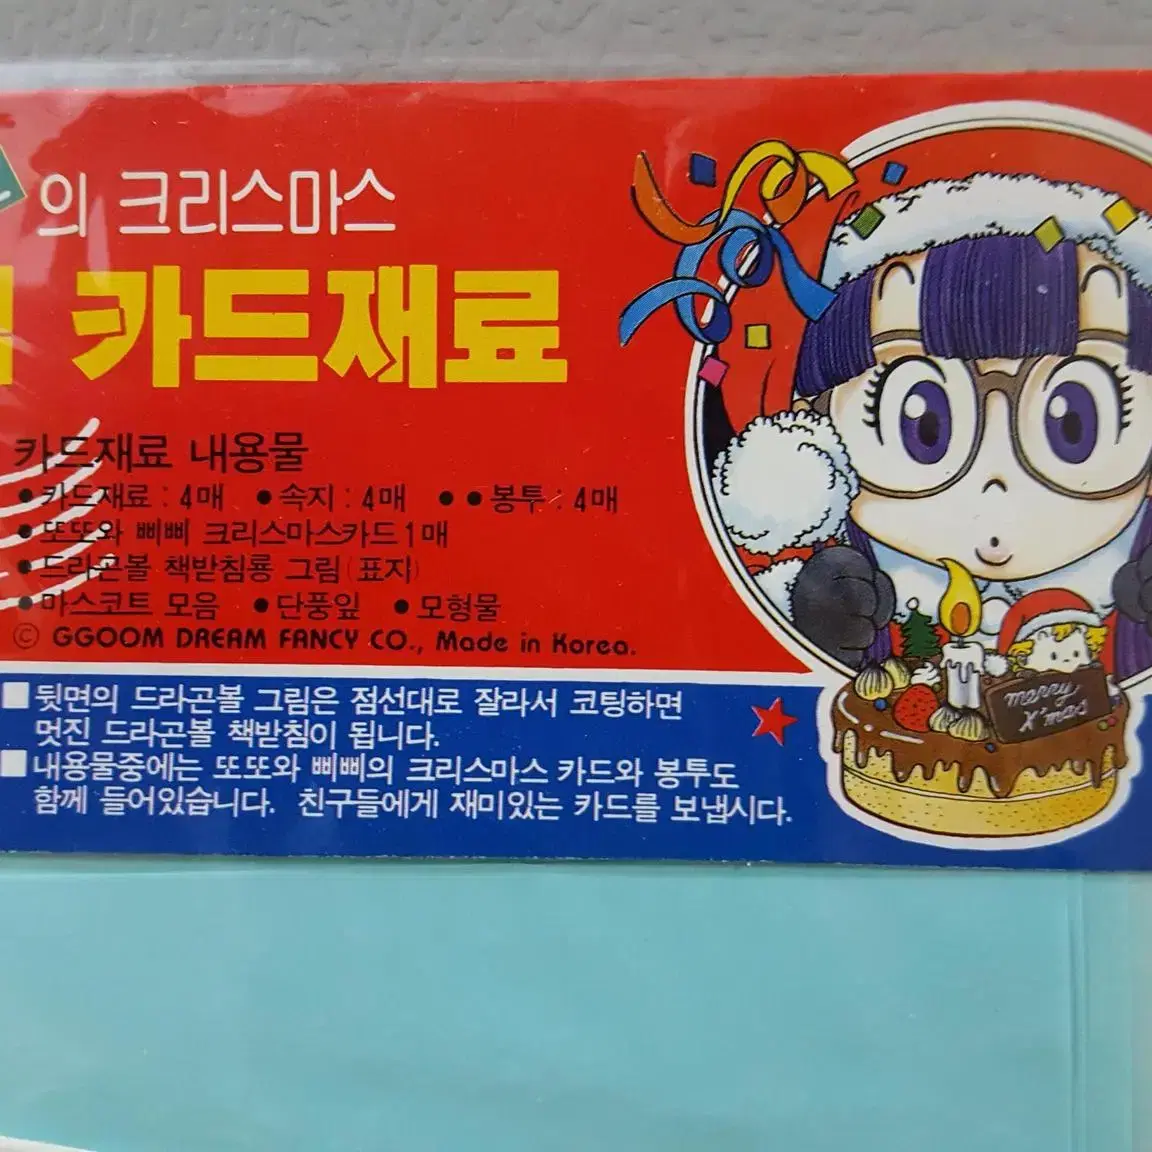 의 크리스마스
카드재료
카드재료 내용물
• 카드재료 : 4매 • 속지 : 4매 • • 봉투 : 4매
• 또또와 삐삐 크리스마스카드 1매
• 드라곤볼 책받침룡 그림(표지)
• 마스코트 모음 • 단풍잎 • 모형물
© GGOOM DREAM FANCY CO., Made in Korea.
■ 뒷면의 드라곤볼 그림은 점선대로 잘라서 코팅하면
멋진 드라곤볼 책받침이 됩니다.
■ 내용물중에는 또또와 삐삐의 크리스마스 카드와 봉투도
함께 들어있습니다. 친구들에게 재미있는 카드를 보냅시다.
merry
X'mas